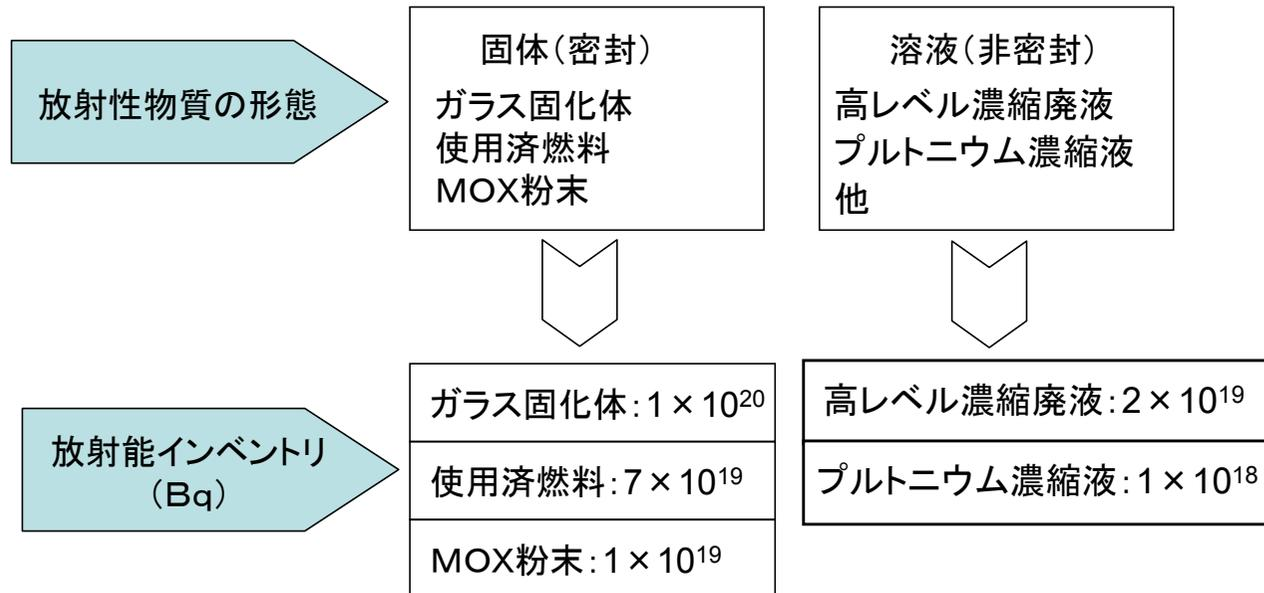 放射性物質の形態
固体（密封）
ガラス固化体
使用済燃料
ＭＯＸ粉末
溶液（非密封）
高レベル濃縮廃液
プルトニウム濃縮液
他
放射能インベントリ
（Ｂｑ）
ガラス固化体：１×10²⁰
使用済燃料：７×10¹⁹
ＭＯＸ粉末：１×10¹⁹
高レベル濃縮廃液：２×10¹⁹
プルトニウム濃縮液：１×10¹⁸